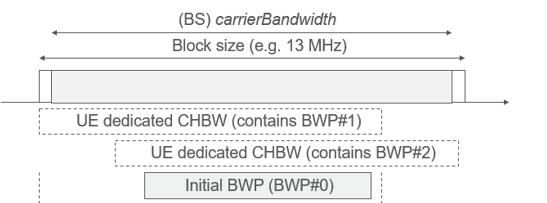 (BS) carrierBandwidth
Block size (e.g. 13 MHz)
UE dedicated CHBW (contains BWP#1)
UE dedicated CHBW (contains BWP#2)
Initial BWP (BWP#0)